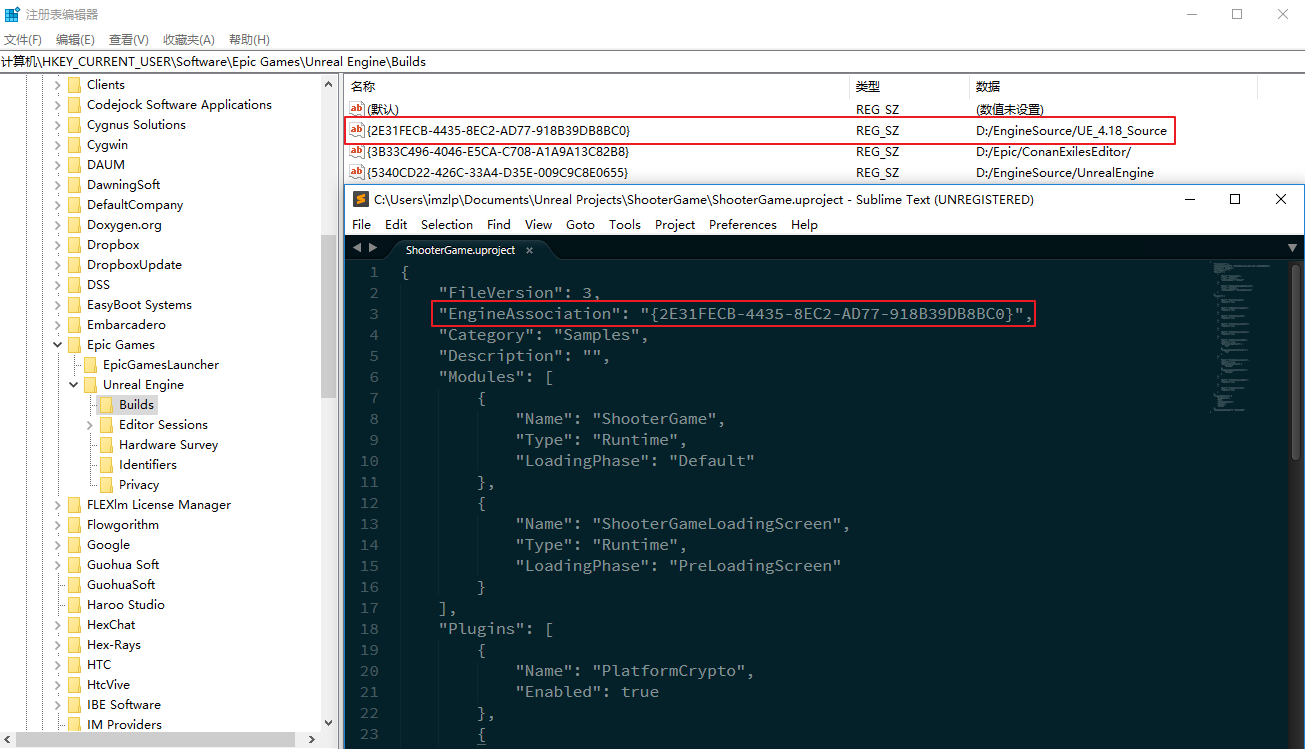 注册表编辑器
文件(F) 编辑(E) 查看(V) 收藏夹(A) 帮助(H)
计算机\HKEY_CURRENT_USER\Software\Epic Games\Unreal Engine\Builds
Clients
Codejock Software Applications
Cygnus Solutions
Cygwin
DAUM
DawningSoft
DefaultCompany
Doxygen.org
Dropbox
DropboxUpdate
DSS
EasyBoot Systems
Embarcadero
Epic Games
EpicGamesLauncher
Unreal Engine
Builds
Editor Sessions
Hardware Survey
Identifiers
Privacy
FLEXlm License Manager
Flowgorithm
Google
Guohua Soft
GuohuaSoft
Haroo Studio
HexChat
Hex-Rays
HTC
HtcVive
IBE Software
IM Providers
名称 类型 数据
ab (默认) REG_SZ (数值未设置)
ab {2E31FECB-4435-8EC2-AD77-918B39DB8BC0} REG_SZ D:/EngineSource/UE_4.18_Source
ab {3B33C496-4046-E5CA-C708-A1A9A13C82B8} REG_SZ D:/Epic/ConanExilesEditor/
ab {5340CD22-426C-33A4-D35E-009C9C8E0655} REG_SZ D:/EngineSource/UnrealEngine
C:\Users\imzlp\Documents\Unreal Projects\ShooterGame\ShooterGame.uproject - Sublime Text (UNREGISTERED)
File Edit Selection Find View Goto Tools Project Preferences Help
ShooterGame.uproject ×
1 {
2 "FileVersion": 3,
3 "EngineAssociation": "{2E31FECB-4435-8EC2-AD77-918B39DB8BC0}",
4 "Category": "Samples",
5 "Description": "",
6 "Modules": [
7 {
8 "Name": "ShooterGame",
9 "Type": "Runtime",
10 "LoadingPhase": "Default"
11 },
12 {
13 "Name": "ShooterGameLoadingScreen",
14 "Type": "Runtime",
15 "LoadingPhase": "PreLoadingScreen"
16 }
17 ],
18 "Plugins": [
19 {
20 "Name": "PlatformCrypto",
21 "Enabled": true
22 },
23 {